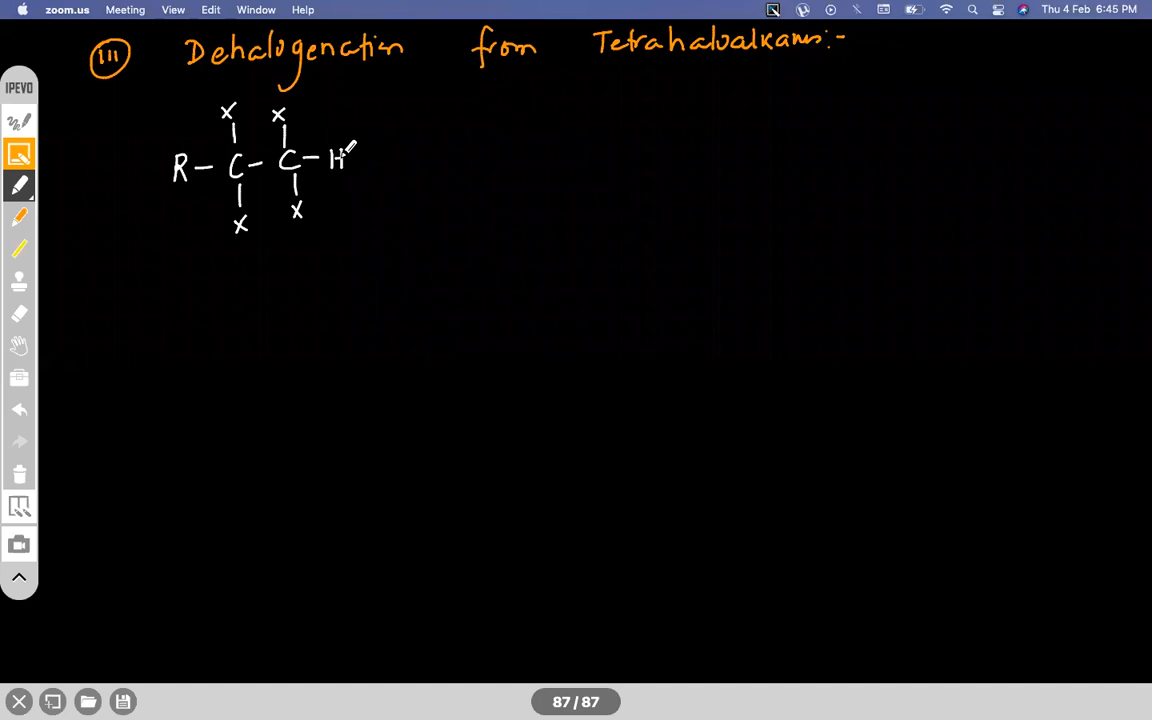 zoom.us Meeting View Edit Window Help Thu 4 Feb 6:45 PM
III Dehalogenation from Tetrahaloalkanes:-
IPEVO
X X
R - C - C - H
X X
87 / 87